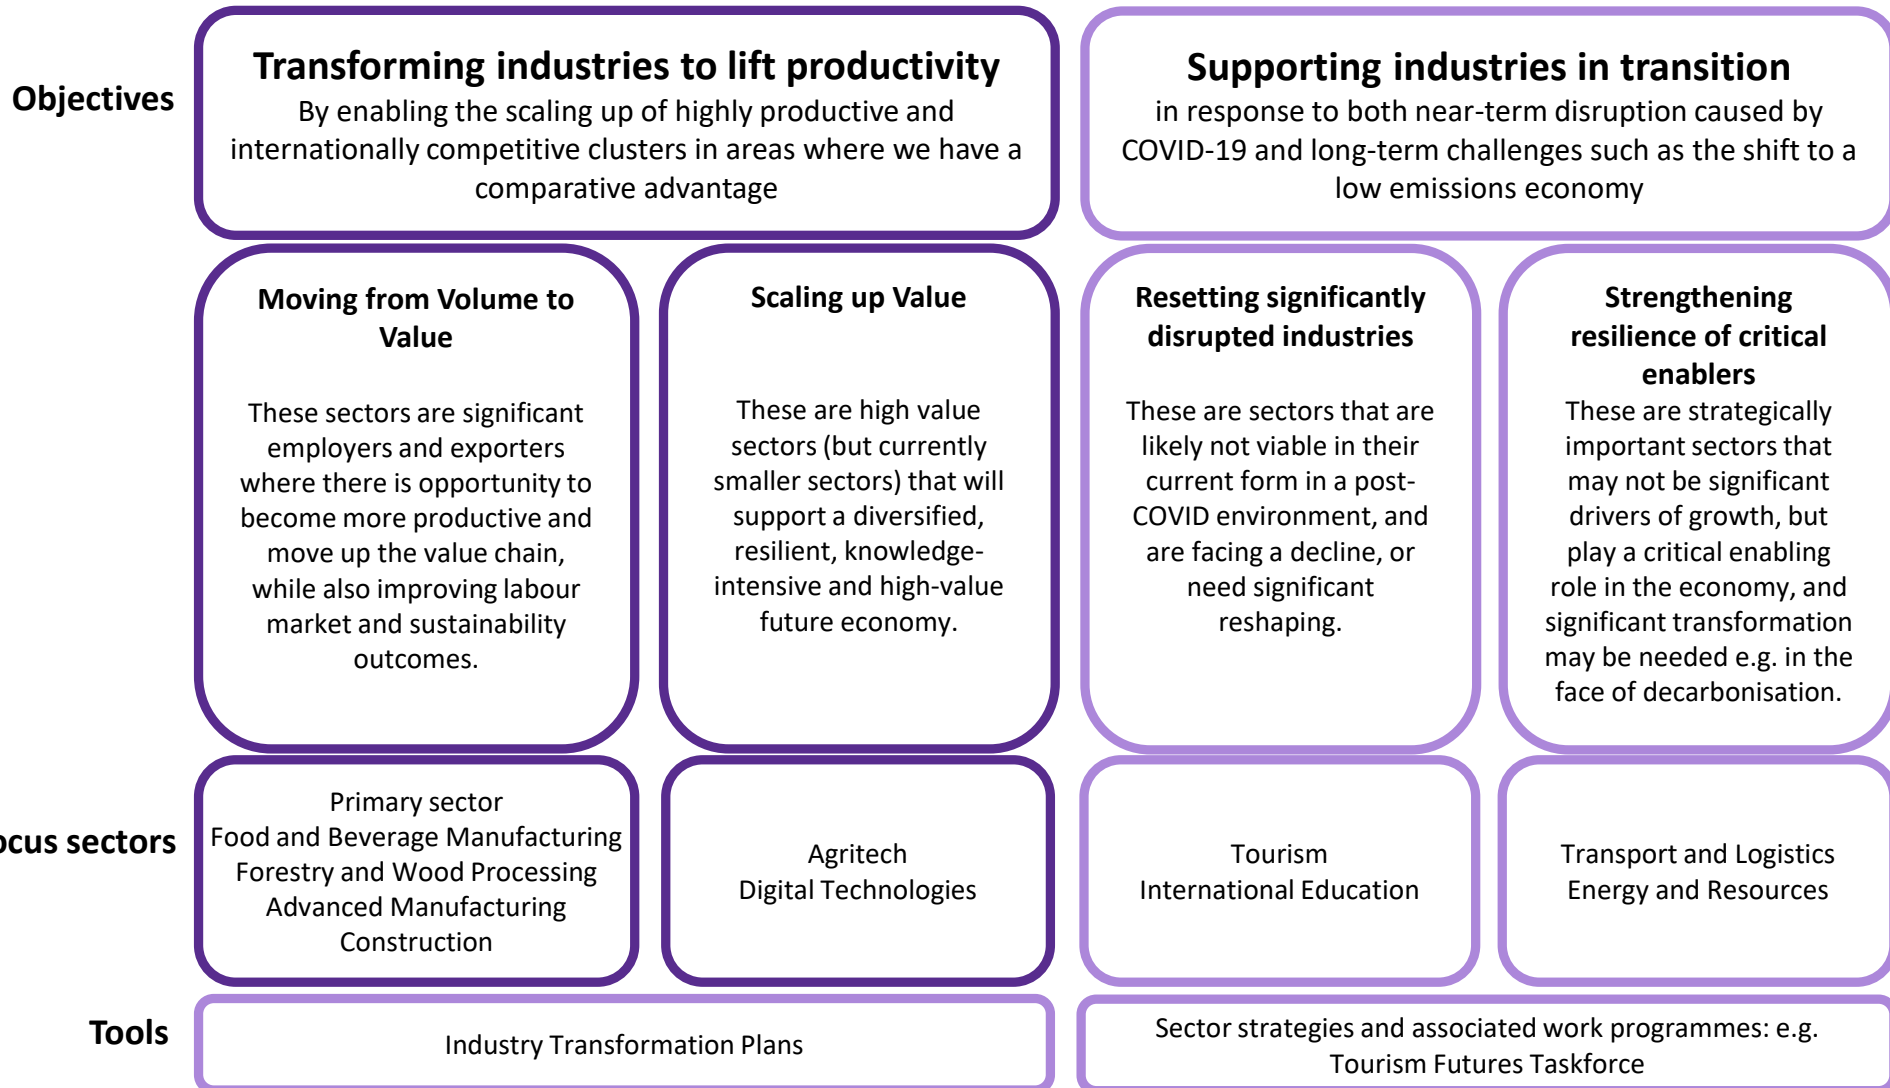 Objectives
Transforming industries to lift productivity
By enabling the scaling up of highly productive and
internationally competitive clusters in areas where we have a
comparative advantage
Supporting industries in transition
in response to both near-term disruption caused by
COVID-19 and long-term challenges such as the shift to a
low emissions economy
Moving from Volume to
Value
These sectors are significant
employers and exporters
where there is opportunity to
become more productive and
move up the value chain,
while also improving labour
market and sustainability
outcomes.
Scaling up Value
These are high value
sectors (but currently
smaller sectors) that will
support a diversified,
resilient, knowledge-
intensive and high-value
future economy.
Resetting significantly
disrupted industries
These are sectors that are
likely not viable in their
current form in a post-
COVID environment, and
are facing a decline, or
need significant
reshaping.
Strengthening
resilience of critical
enablers
These are strategically
important sectors that
may not be significant
drivers of growth, but
play a critical enabling
role in the economy, and
significant transformation
may be needed e.g. in the
face of decarbonisation.
ocus sectors
Primary sector
Food and Beverage Manufacturing
Forestry and Wood Processing
Advanced Manufacturing
Construction
Agritech
Digital Technologies
Tourism
International Education
Transport and Logistics
Energy and Resources
Tools
Industry Transformation Plans
Sector strategies and associated work programmes: e.g.
Tourism Futures Taskforce